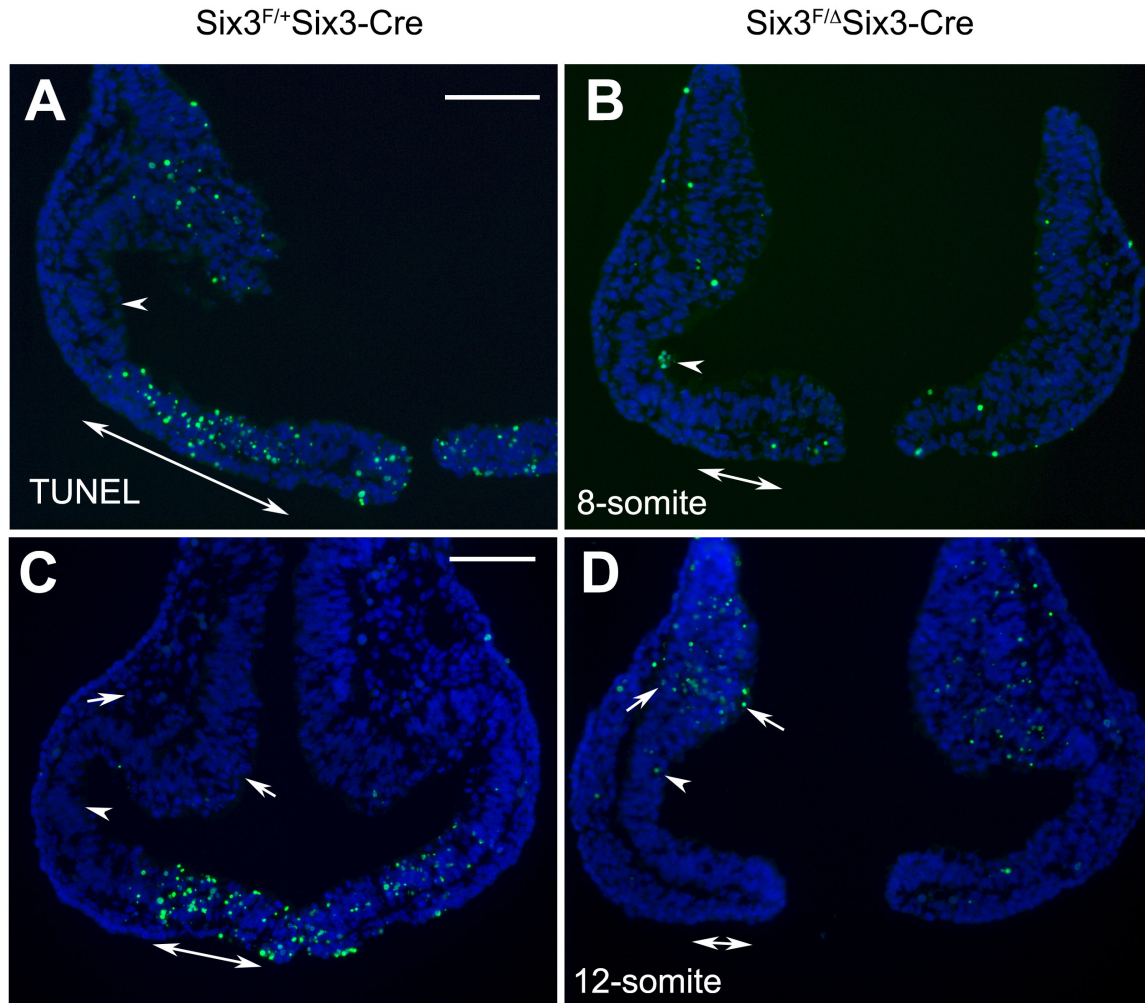 Six3F/+Six3-Cre
Six3F/ΔSix3-Cre
A
B
TUNEL
8-somite
C
D
12-somite